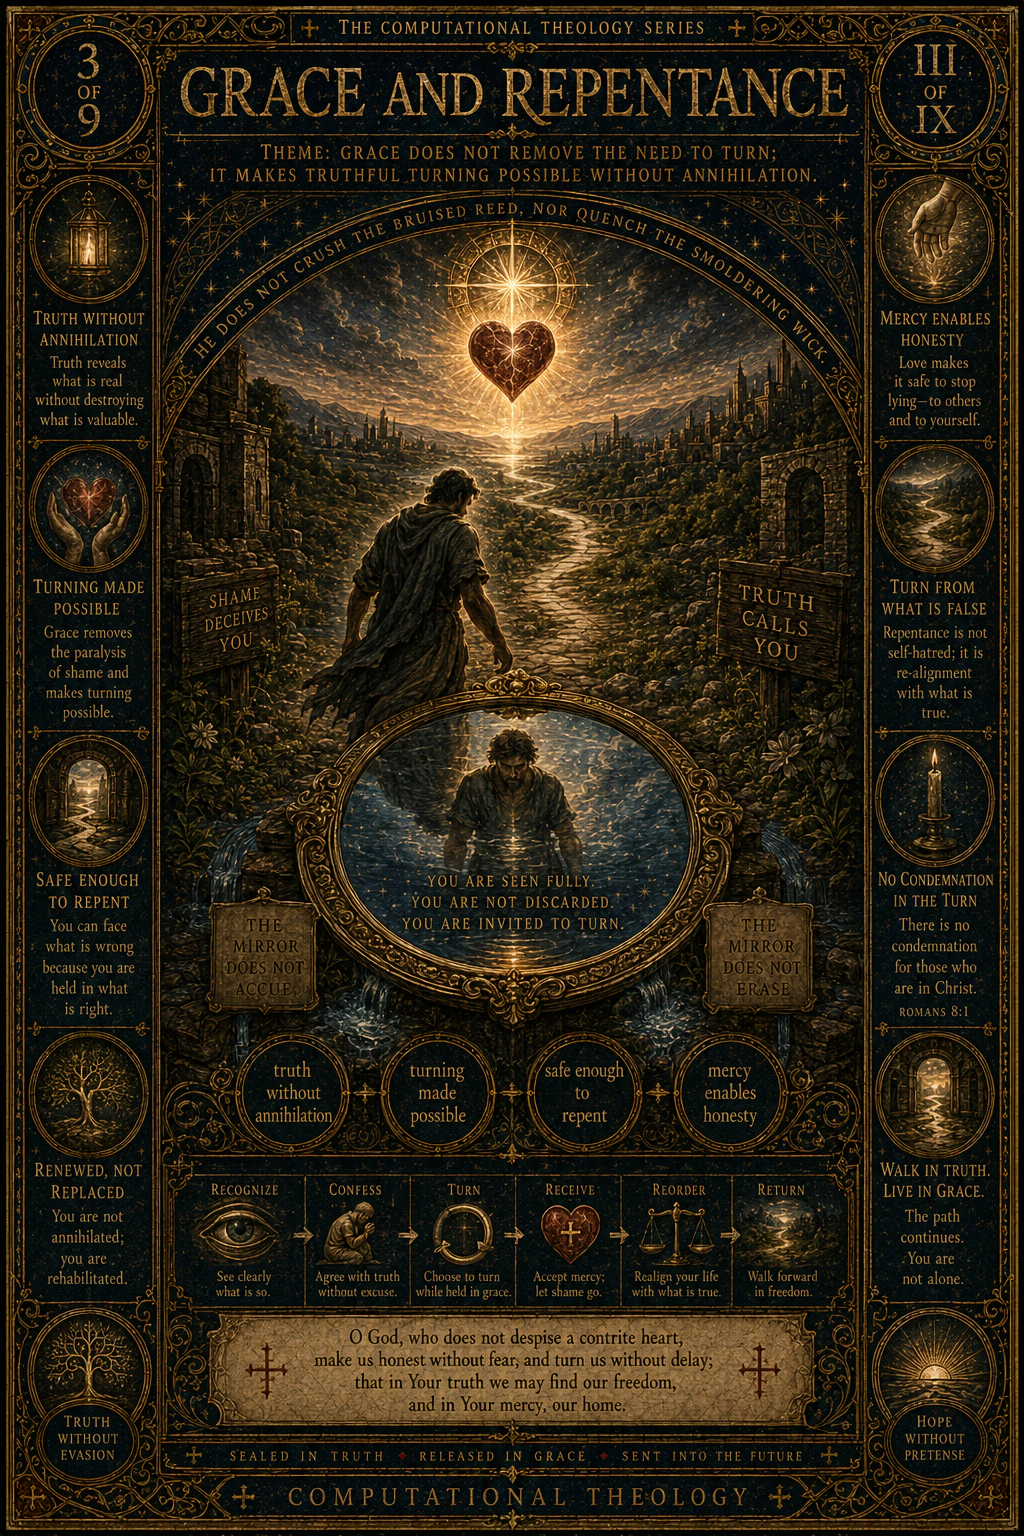 THE COMPUTATIONAL THEOLOGY SERIES
3
OF
9
III
OF
IX
GRACE AND REPENTANCE
THEME: GRACE DOES NOT REMOVE THE NEED TO TURN;
IT MAKES TRUTHFUL TURNING POSSIBLE WITHOUT ANNIHILATION.
HE DOES NOT CRUSH THE BRUISED REED, NOR QUENCH THE SMOLDERING WICK.
TRUTH WITHOUT
ANNIHILATION
Truth reveals
what is real
without destroying
what is valuable.
TURNING MADE
POSSIBLE
Grace removes
the paralysis
of shame and
makes turning
possible.
SAFE ENOUGH
TO REPENT
You can face
what is wrong
because you are
held in what
is right.
RENEWED, NOT
REPLACED
You are not
annihilated;
you are
rehabilitated.
TRUTH
WITHOUT
EVASION
SHAME
DECEIVES
YOU
TRUTH
CALLS
YOU
YOU ARE SEEN FULLY.
YOU ARE NOT DISCARDED.
YOU ARE INVITED TO TURN.
THE
MIRROR
DOES NOT
ACCUE
THE
MIRROR
DOES NOT
ERASE
truth
without
annihilation
turning
made
possible
safe enough
to
repent
mercy
enables
honesty
RECOGNIZE
See clearly
what is so.
CONFESS
Agree with truth
without excuse.
TURN
Choose to turn
while held in grace.
RECEIVE
Accept mercy;
let shame go.
REORDER
Realign your life
with what is true.
RETURN
Walk forward
in freedom.
O God, who does not despise a contrite heart,
make us honest without fear, and turn us without delay;
that in Your truth we may find our freedom,
and in Your mercy, our home.
MERCY ENABLES
HONESTY
Love makes
it safe to stop
lying—to others
and to yourself.
TURN FROM
WHAT IS FALSE
Repentance is not
self-hatred; it is
re-alignment
with what is
true.
NO CONDEMNATION
IN THE TURN
There is no
condemnation
for those who
are in Christ.
ROMANS 8:1
WALK IN TRUTH.
LIVE IN GRACE.
The path
continues.
You are
not alone.
HOPE
WITHOUT
PRETENSE
SEALED IN TRUTH • RELEASED IN GRACE • SENT INTO THE FUTURE
COMPUTATIONAL THEOLOGY